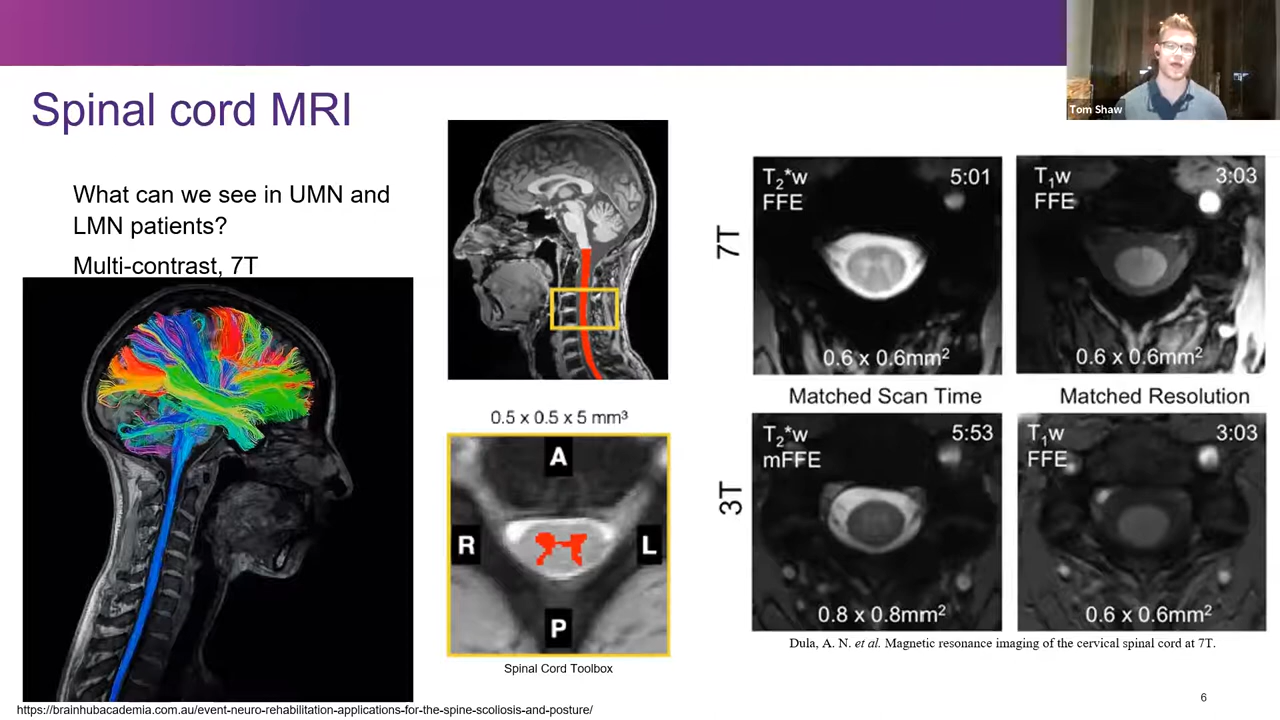 Tom Shaw
Spinal cord MRI
What can we see in UMN and
LMN patients?
Multi-contrast, 7T
0.5 x 0.5 x 5 mm³
A
R
L
P
Spinal Cord Toolbox
7T
T₂*w
FFE
5:01
0.6 x 0.6mm²
T₁w
FFE
3:03
0.6 x 0.6mm²
Matched Scan Time
Matched Resolution
3T
T₂*w
mFFE
5:53
0.8 x 0.8mm²
T₁w
FFE
3:03
0.6 x 0.6mm²
Dula, A. N. et al. Magnetic resonance imaging of the cervical spinal cord at 7T.
6
https://brainhubacademia.com.au/event-neuro-rehabilitation-applications-for-the-spine-scoliosis-and-posture/